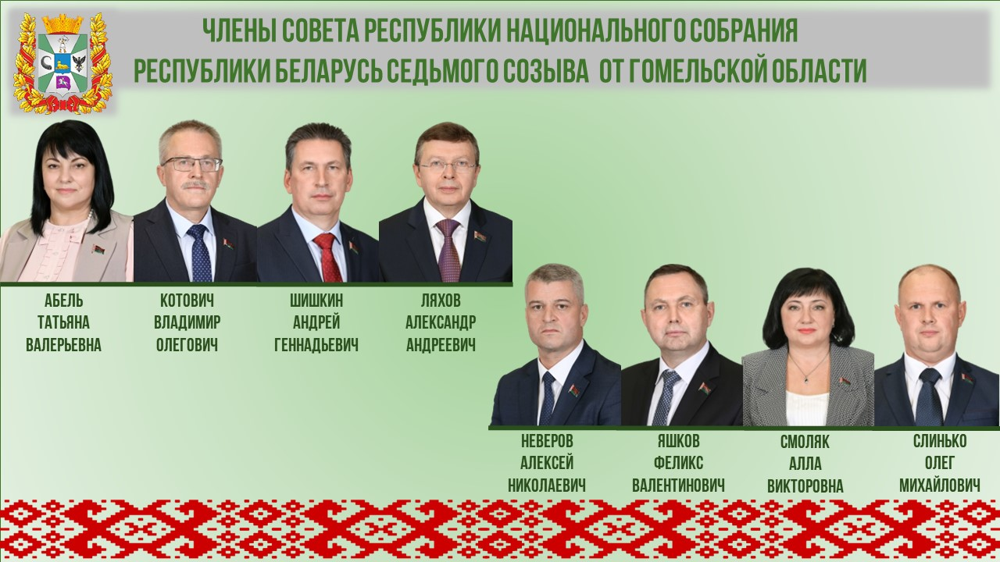 ЧЛЕНЫ СОВЕТА РЕСПУБЛИКИ НАЦИОНАЛЬНОГО СОБРАНИЯ
РЕСПУБЛИКИ БЕЛАРУСЬ СЕДЬМОГО СОЗЫВА ОТ ГОМЕЛЬСКОЙ ОБЛАСТИ
АБЕЛЬ
ТАТЬЯНА
ВАЛЕРЬЕВНА
КОТОВИЧ
ВЛАДИМИР
ОЛЕГОВИЧ
ШИШКИН
АНДРЕЙ
ГЕННАДЬЕВИЧ
ЛЯХОВ
АЛЕКСАНДР
АНДРЕЕВИЧ
НЕВЕРОВ
АЛЕКСЕЙ
НИКОЛАЕВИЧ
ЯШКОВ
ФЕЛИКС
ВАЛЕНТИНОВИЧ
СМОЛЯК
АЛЛА
ВИКТОРОВНА
СЛИНЬКО
ОЛЕГ
МИХАЙЛОВИЧ